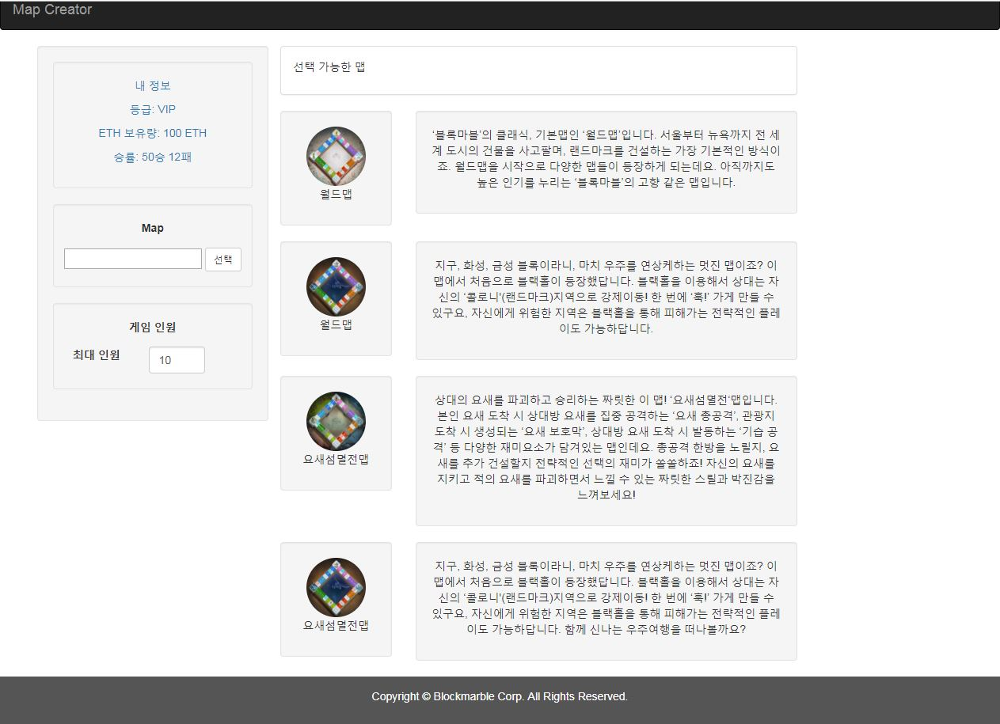 Map Creator
내 정보
등급: VIP
ETH 보유량: 100 ETH
승률: 50승 12패
Map
선택
게임 인원
최대 인원
10
선택 가능한 맵
월드맵
‘블록마블’의 클래식, 기본맵인 ‘월드맵’입니다. 서울부터 뉴욕까지 전 세
계 도시의 건물을 사고팔며, 랜드마크를 건설하는 가장 기본적인 방식이
죠. 월드맵을 시작으로 다양한 맵들이 등장하게 되는데요. 아직까지도
높은 인기를 누리는 ‘블록마블’의 고향 같은 맵입니다.
월드맵
지구, 화성, 금성 블록이라니, 마치 우주를 연상케하는 멋진 맵이죠? 이
맵에서 처음으로 블랙홀이 등장했답니다. 블랙홀을 이용해서 상대는 자
신의 ‘콜로니'(랜드마크)지역으로 강제이동! 한 번에 ‘훅!’ 가게 만들 수
있구요, 자신에게 위험한 지역은 블랙홀을 통해 피해가는 전략적인 플레
이도 가능하답니다.
요새섬멸전맵
상대의 요새를 파괴하고 승리하는 짜릿한 이 맵! ‘요새섬멸전‘맵입니다.
본인 요새 도착 시 상대방 요새를 집중 공격하는 ‘요새 총공격’, 관광지
도착 시 생성되는 ‘요새 보호막’, 상대방 요새 도착 시 발동하는 ‘기습 공
격’ 등 다양한 재미요소가 담겨있는 맵인데요. 총공격 한방을 노릴지, 요
새를 추가 건설할지 전략적인 선택의 재미가 쏠쏠하죠! 자신의 요새를
지키고 적의 요새를 파괴하면서 느낄 수 있는 짜릿한 스릴과 박진감을
느껴보세요!
요새섬멸전맵
지구, 화성, 금성 블록이라니, 마치 우주를 연상케하는 멋진 맵이죠? 이
맵에서 처음으로 블랙홀이 등장했답니다. 블랙홀을 이용해서 상대는 자
신의 ‘콜로니'(랜드마크)지역으로 강제이동! 한 번에 ‘훅!’ 가게 만들 수
있구요, 자신에게 위험한 지역은 블랙홀을 통해 피해가는 전략적인 플레
이도 가능하답니다. 함께 신나는 우주여행을 떠나볼까요?
Copyright © Blockmarble Corp. All Rights Reserved.